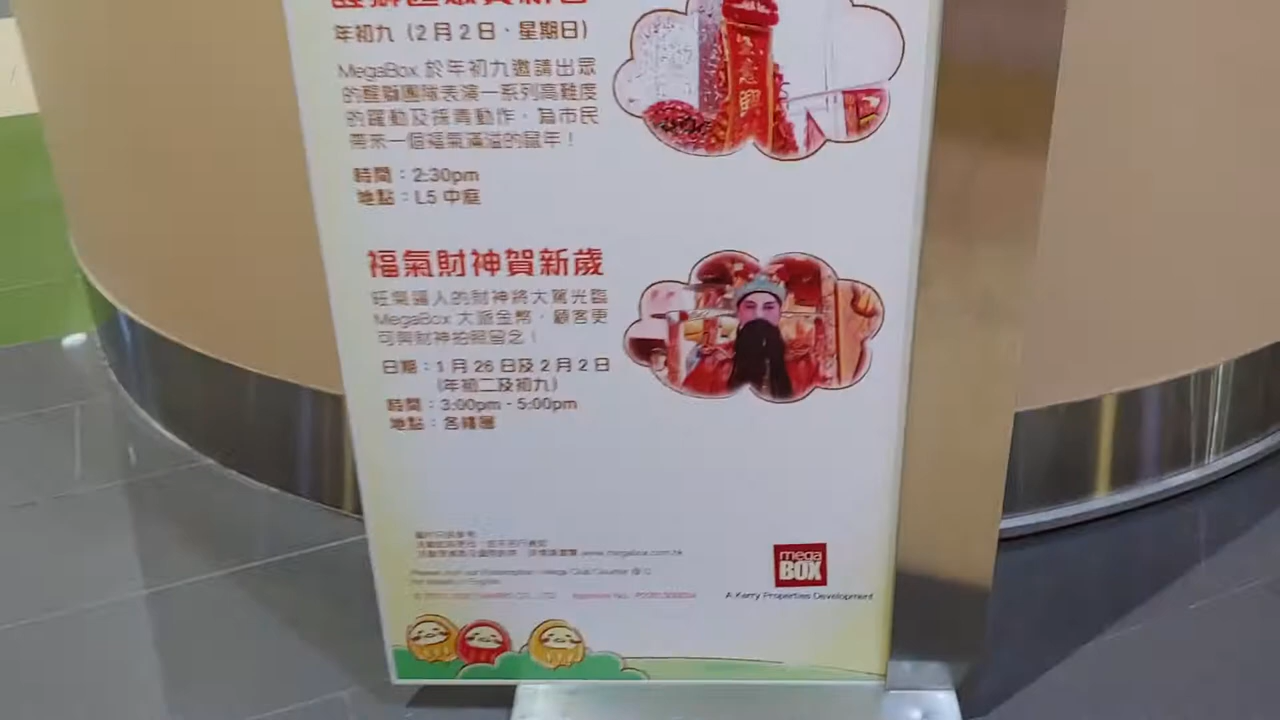 年初九（2月2日、星期日）
MegaBox 於年初九邀請出眾
的醒獅團隊表演一系列高難度
的躍動及採青動作，為市民
帶來一個福氣滿溢的鼠年！
時間：2:30pm
地點：L5 中庭
福氣財神賀新歲
旺氣逼人的財神將大駕光臨
MegaBox 大派金幣，顧客更
可與財神拍照留念！
日期：1月26日及2月2日
(年初二及初九)
時間：3:00pm - 5:00pm
地點：各樓層
www.megabox.com.hk
mega
BOX
A Kerry Properties Development